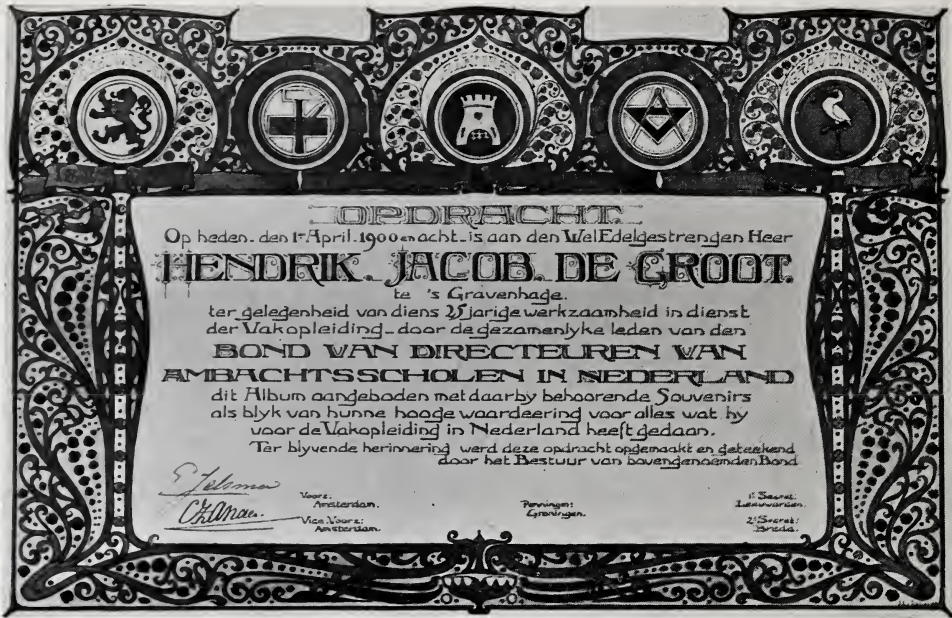 OPDRACHT.
Op heden. den 1e April. 1900 en acht. is aan den WelEdelgestrengen Heer
HENDRIK. JACOB. DE GROOT.
te 's Gravenhage.
ter gelegenheid van diens 25 jarige werkzaamheid in dienst
der Vakopleiding_ door de gezamenlyke leden van den
BOND VAN DIRECTEUREN VAN
AMBACHTSSCHOLEN IN NEDERLAND
dit Album aangeboden met daarby behoorende Souvenirs
als blyk van hunne hooge waardeering voor alles wat hy
voor de Vakopleiding in Nederland heeft gedaan.
Ter blyvende herinnering werd deze opdracht opgemaakt en geteekend
door het Bestuur van bovengenoemden Bond
Voorz: Amsterdam.
Vice Voorz: Amsterdam.
Penningm: Groningen.
1e Secret: Leeuwarden.
2e Secret: Breda.